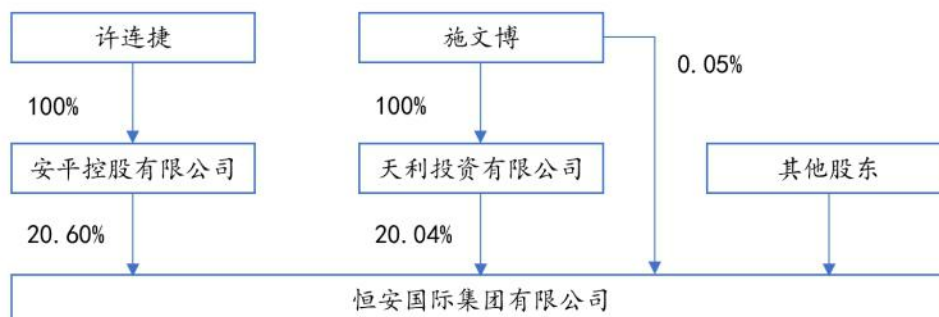 许连捷
施文博
0.05%
100%
100%
安平控股有限公司
天利投资有限公司
其他股东
20.60%
20.04%
恒安国际集团有限公司